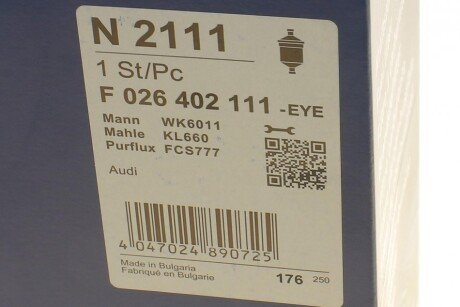 N 2111
1 St/Pc
F 026 402 111 -EYE
Mann WK6011
Mahle KL660
Purflux FCS777
Audi
4 047024 890725
Made in Bulgaria
Fabriqué en Bulgarie
176 250